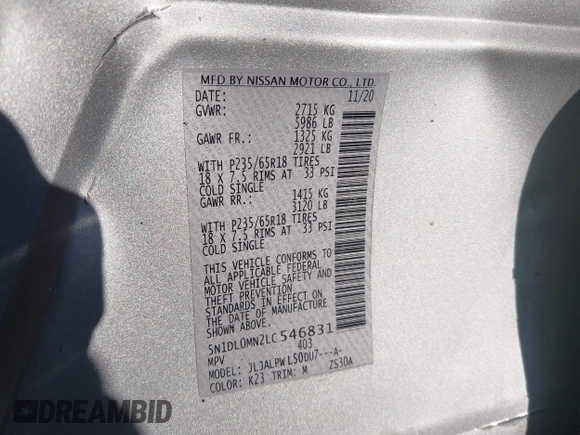 MFD BY NISSAN MOTOR CO., LTD.
DATE: 11/20
GVWR: 2715 KG
5986 LB
GAWR FR.: 1325 KG
2921 LB
WITH P235/65R18 TIRES
18 X 7.5 RIMS AT 33 PSI
COLD SINGLE
GAWR RR.: 1415 KG
3120 LB
WITH P235/65R18 TIRES
18 X 7.5 RIMS AT 33 PSI
COLD SINGLE
THIS VEHICLE CONFORMS TO
ALL APPLICABLE FEDERAL
MOTOR VEHICLE SAFETY AND
THEFT PREVENTION
STANDARDS IN EFFECT ON
THE DATE OF MANUFACTURE
SHOWN ABOVE.
5N1DL0MN2LC546831
MPV 403
MODEL: JLJALPWL50DU7---A-
COLOR: K23 TRIM: M ZS30A
DREAMBID